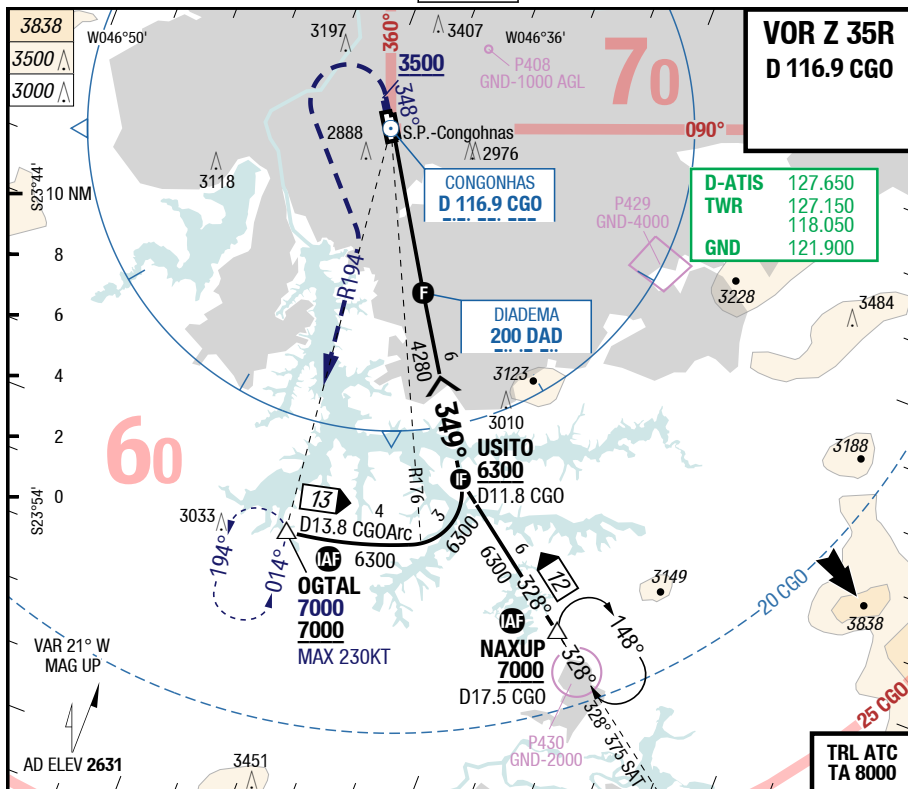 3838
3500
3000
W046°50'
3197
360°
3407
W046°36'
P408
GND-1000 AGL
70
VOR Z 35R
D 116.9 CGO
3500
348°
S.P.-Congohnas
090°
2888
2976
3118
S23°44'
10 NM
8
6
4
2
0
S23°54'
CONGONHAS
D 116.9 CGO
P429
GND-4000
D-ATIS 127.650
TWR 127.150
118.050
GND 121.900
R194
F
DIADEMA
200 DAD
3228
3484
4280
6
3123
3010
349°
60
USITO
6300
D11.8 CGO
IF
R176
3188
13
4
D13.8 CGOArc
3
6300
6300
3033
194°
014°
IAF
OGTAL
7000
7000
MAX 230KT
6
6300
12
328°
IAF
NAXUP
7000
D17.5 CGO
148°
328°
3149
20 CGO
3838
P430
GND-2000
328° 375 SAT
25 CGO
VAR 21° W
MAG UP
AD ELEV 2631
3451
TRL ATC
TA 8000